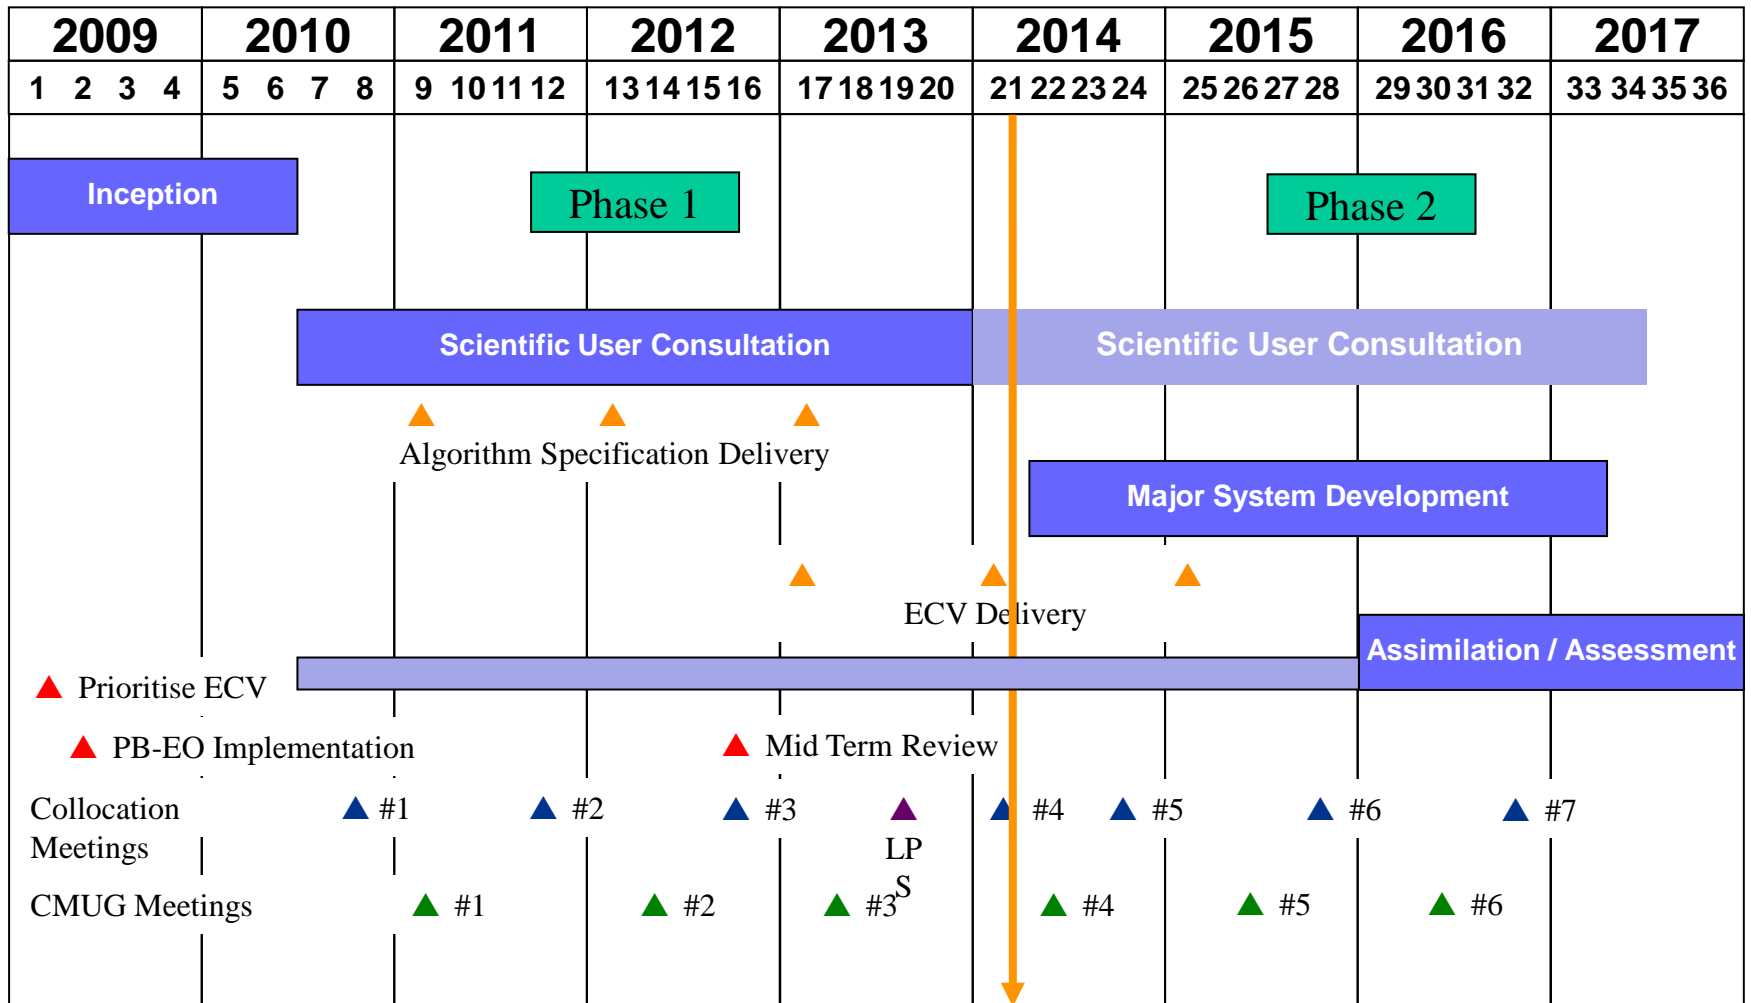 2009 2010 2011 2012 2013 2014 2015 2016 2017
1 2 3 4 5 6 7 8 9 10 11 12 13 14 15 16 17 18 19 20 21 22 23 24 25 26 27 28 29 30 31 32 33 34 35 36
Inception
Phase 1
Phase 2
Scientific User Consultation
Scientific User Consultation
Algorithm Specification Delivery
Major System Development
ECV Delivery
Assimilation / Assessment
Prioritise ECV
PB-EO Implementation
Mid Term Review
Collocation
Meetings
#1 #2 #3
LP
S
#4 #5 #6 #7
CMUG Meetings
#1 #2 #3 #4 #5 #6